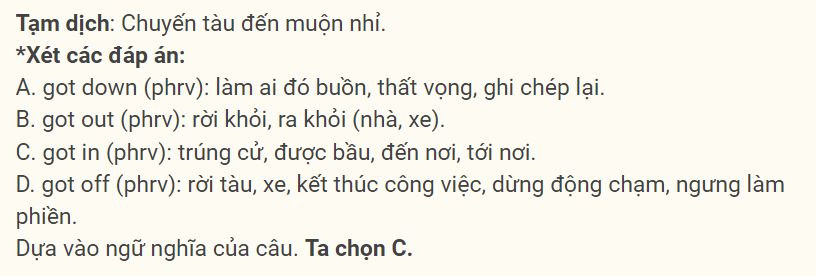 Tạm dịch: Chuyến tàu đến muộn nhỉ.
*Xét các đáp án:
A. got down (phrv): làm ai đó buồn, thất vọng, ghi chép lại.
B. got out (phrv): rời khỏi, ra khỏi (nhà, xe).
C. got in (phrv): trúng cử, được bầu, đến nơi, tới nơi.
D. got off (phrv): rời tàu, xe, kết thúc công việc, dừng động chạm, ngưng làm
phiền.
Dựa vào ngữ nghĩa của câu. Ta chọn C.